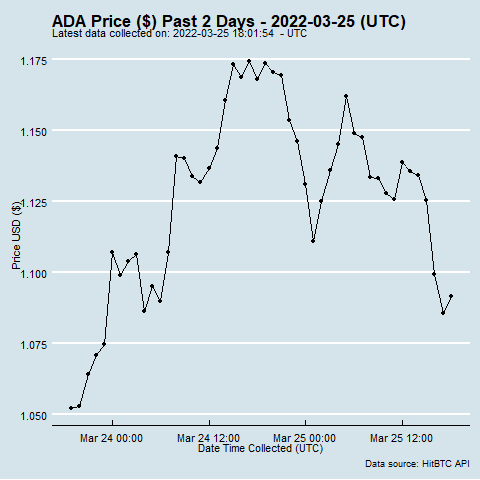 ADA Price ($) Past 2 Days - 2022-03-25 (UTC)
Latest data collected on: 2022-03-25 18:01:54 - UTC
1.175
1.150
1.125
1.100
1.075
1.050
Price USD ($)
Mar 24 00:00 Mar 24 12:00 Mar 25 00:00 Mar 25 12:00
Date Time Collected (UTC)
Data source: HitBTC API